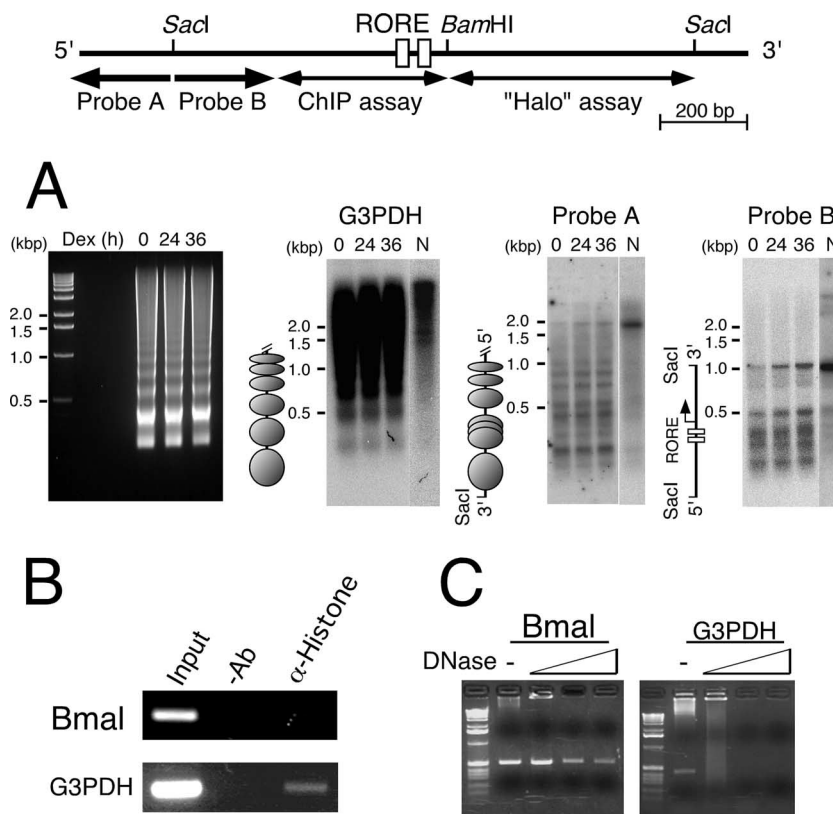 SacI RORE BamHI SacI
5' 3'
Probe A Probe B ChIP assay "Halo" assay
200 bp
A
G3PDH Probe A Probe B
(kbp) Dex (h) 0 24 36
2.0
1.5
1.0
0.5
(kbp) 0 24 36 N
2.0
1.5
1.0
0.5
(kbp) 0 24 36 N
5'
2.0
1.5
1.0
0.5
SacI
3'
(kbp) 0 24 36 N
SacI 3'
2.0
1.5
1.0
0.5
RORE
SacI 5'
B
Input -Ab α-Histone
Bmal
G3PDH
C
Bmal G3PDH
DNase - -